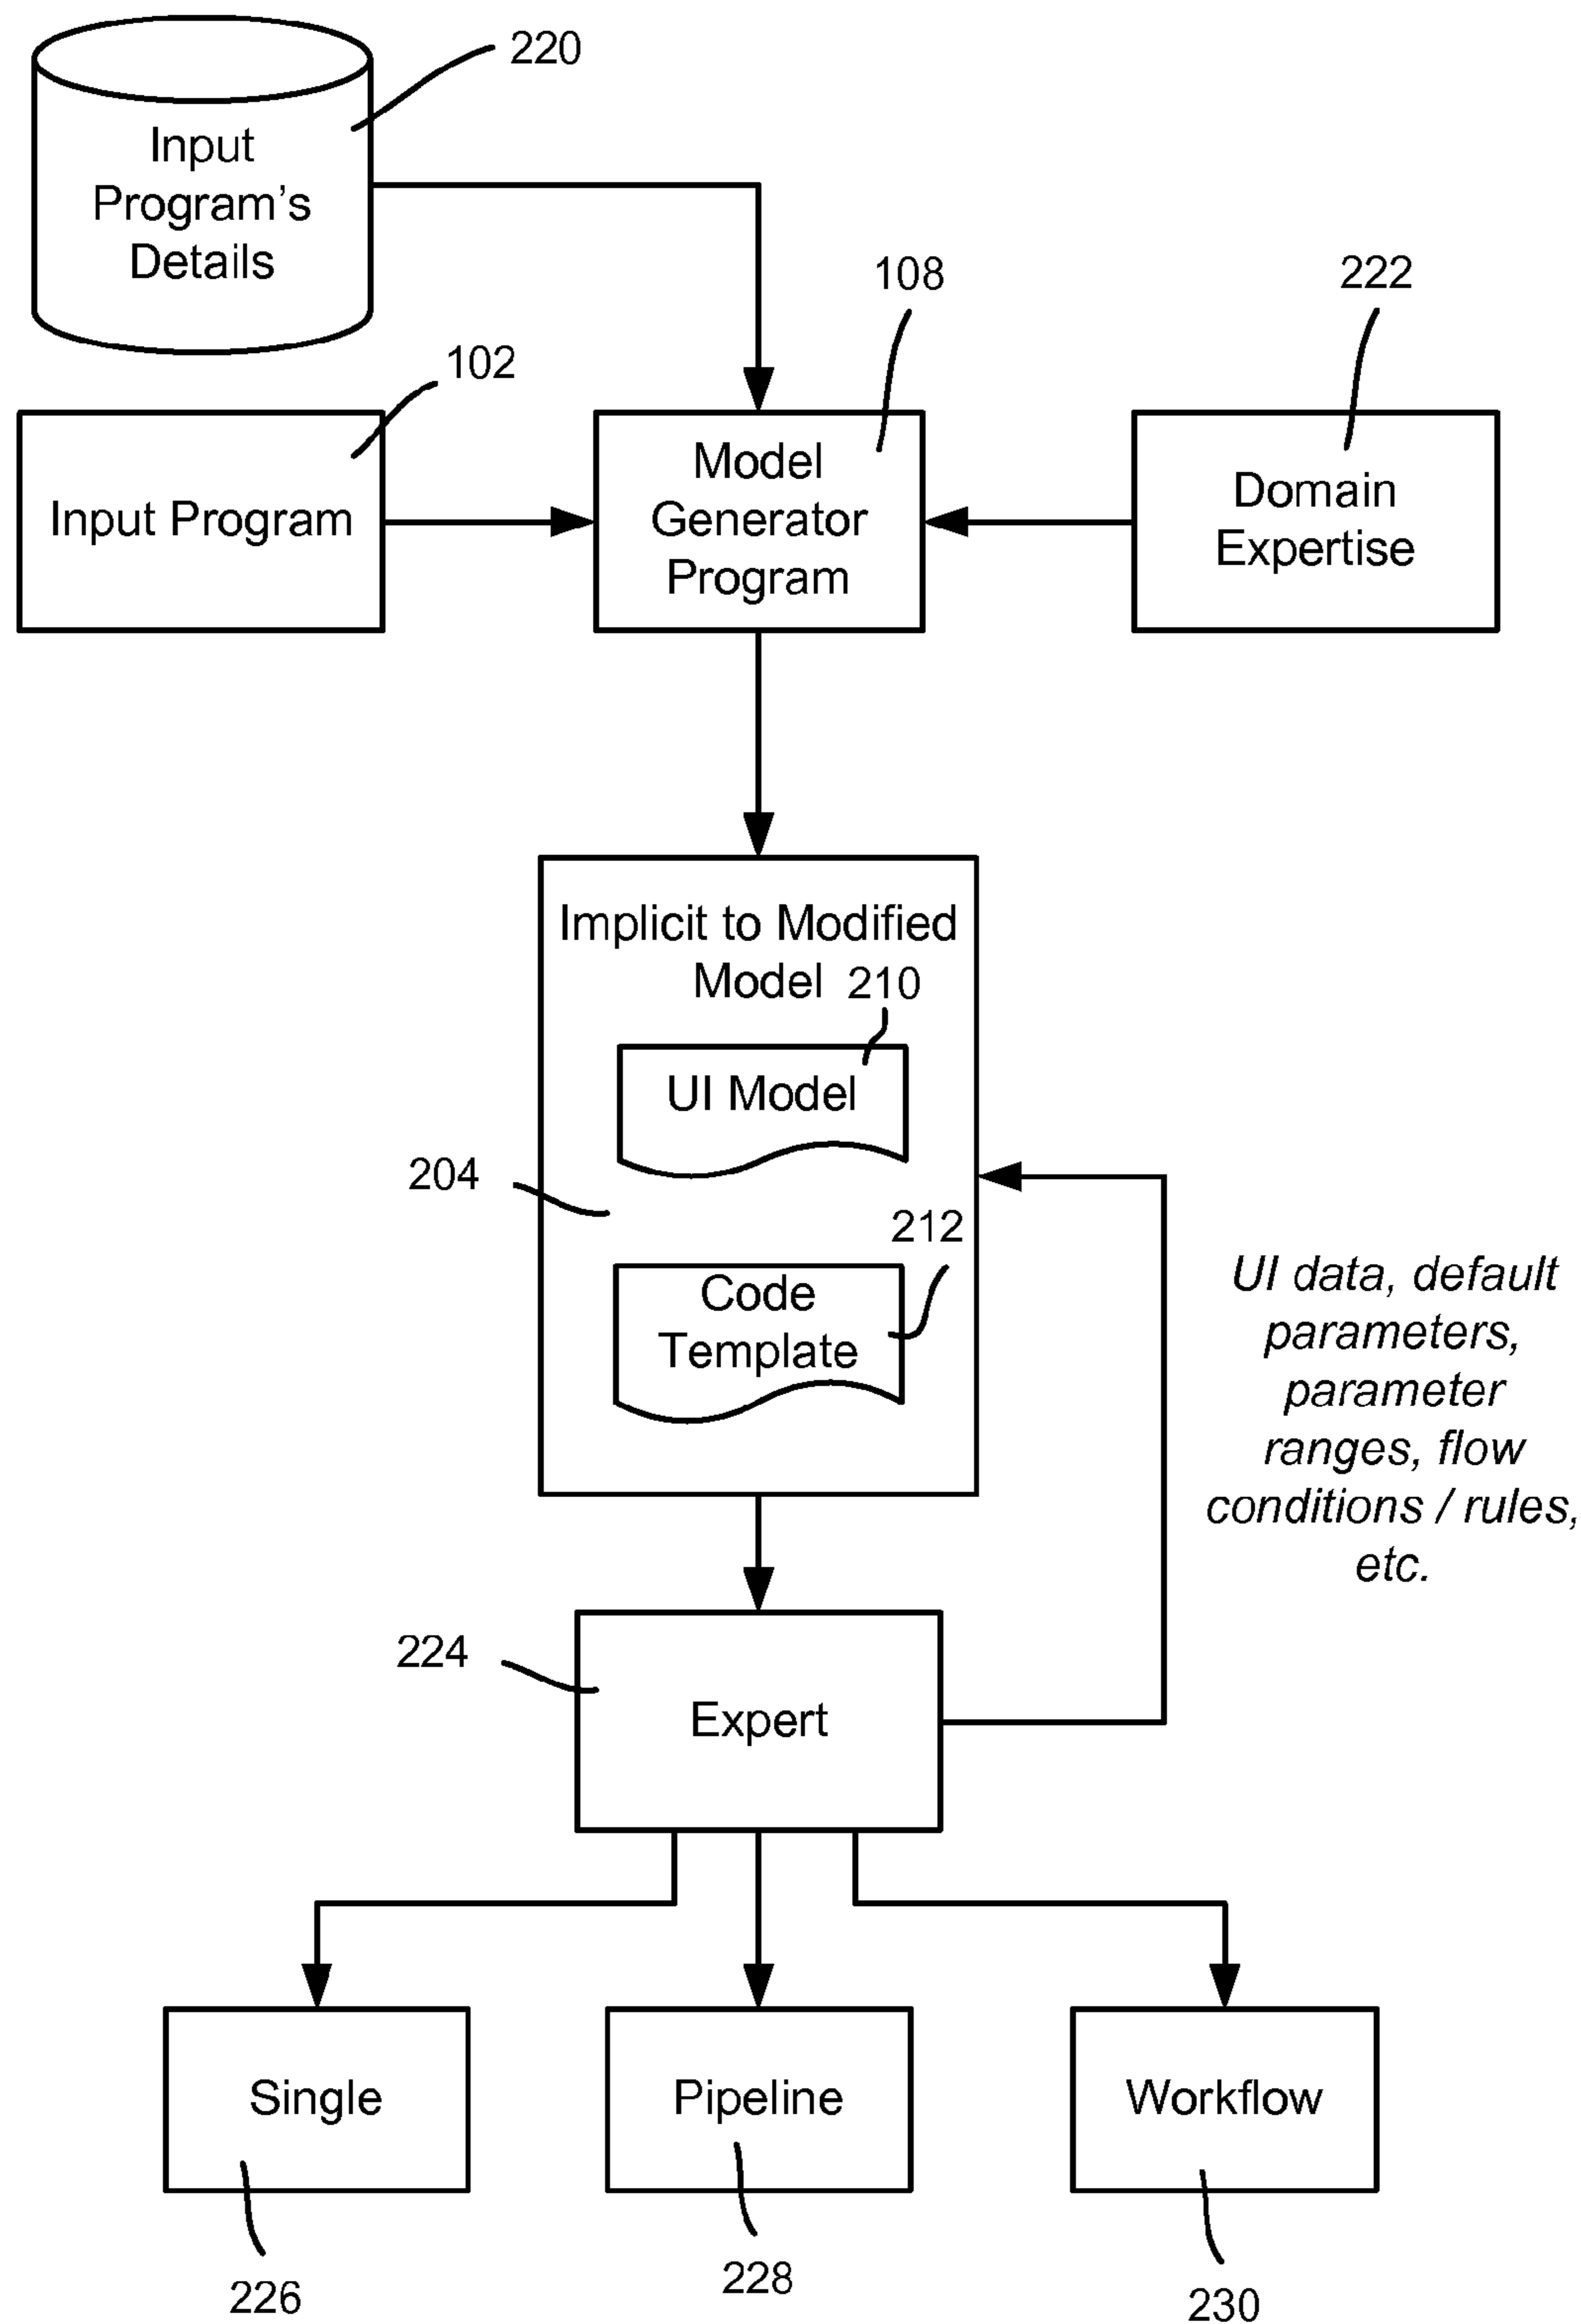 220
Input
Program's
Details
108
222
102
Input Program
Model
Generator
Program
Domain
Expertise
Implicit to Modified
Model 210
UI Model
204
212
Code
Template
UI data, default
parameters,
parameter
ranges, flow
conditions / rules,
etc.
224
Expert
Single
Pipeline
Workflow
226
228
230